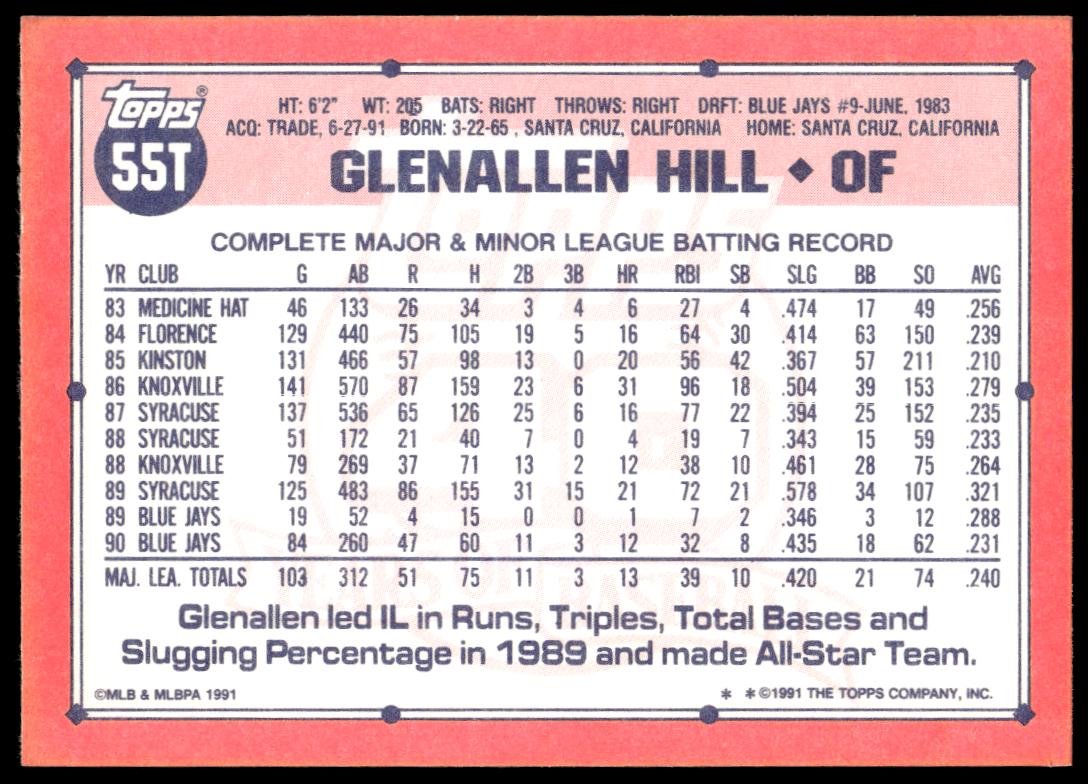 Topps®
55T
HT: 6'2" WT: 205 BATS: RIGHT THROWS: RIGHT DRFT: BLUE JAYS #9-JUNE, 1983
ACQ: TRADE, 6-27-91 BORN: 3-22-65 , SANTA CRUZ, CALIFORNIA HOME: SANTA CRUZ, CALIFORNIA
GLENALLEN HILL ◆ OF
COMPLETE MAJOR & MINOR LEAGUE BATTING RECORD
YR CLUB G AB R H 2B 3B HR RBI SB SLG BB SO AVG
83 MEDICINE HAT 46 133 26 34 3 4 6 27 4 .474 17 49 .256
84 FLORENCE 129 440 75 105 19 5 16 64 30 .414 63 150 .239
85 KINSTON 131 466 57 98 13 0 20 56 42 .367 57 211 .210
86 KNOXVILLE 141 570 87 159 23 6 31 96 18 .504 39 153 .279
87 SYRACUSE 137 536 65 126 25 6 16 77 22 .394 25 152 .235
88 SYRACUSE 51 172 21 40 7 0 4 19 7 .343 15 59 .233
88 KNOXVILLE 79 269 37 71 13 2 12 38 10 .461 28 75 .264
89 SYRACUSE 125 483 86 155 31 15 21 72 21 .578 34 107 .321
89 BLUE JAYS 19 52 4 15 0 0 1 7 2 .346 3 12 .288
90 BLUE JAYS 84 260 47 60 11 3 12 32 8 .435 18 62 .231
MAJ. LEA. TOTALS 103 312 51 75 11 3 13 39 10 .420 21 74 .240
Glenallen led IL in Runs, Triples, Total Bases and
Slugging Percentage in 1989 and made All-Star Team.
©MLB & MLBPA 1991 * * ©1991 THE TOPPS COMPANY, INC.
TOPPS
40
YEARS OF BASEBALL